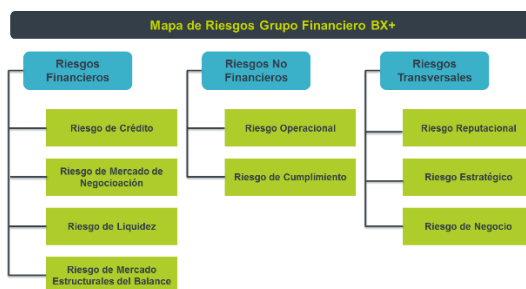 Mapa de Riesgos Grupo Financiero BX+
Riesgos
Financieros
Riesgo de Crédito
Riesgo de Mercado de
Negocioación
Riesgo de Liquidez
Riesgo de Mercado
Estructurales del Balance
Riesgos No
Financieros
Riesgo Operacional
Riesgo de Cumplimiento
Riesgos
Transversales
Riesgo Reputacional
Riesgo Estratégico
Riesgo de Negocio